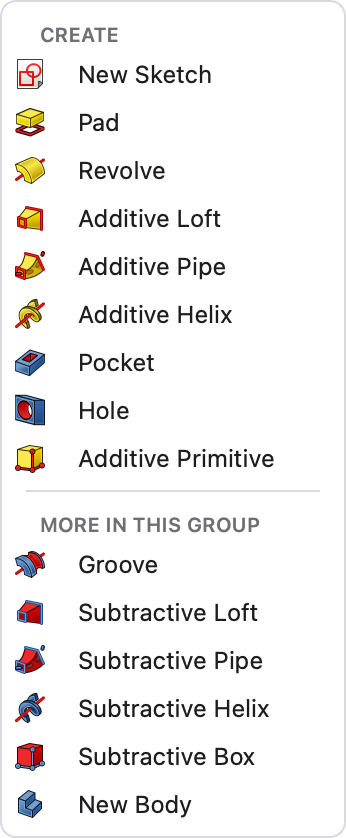 CREATE
New Sketch
Pad
Revolve
Additive Loft
Additive Pipe
Additive Helix
Pocket
Hole
Additive Primitive
MORE IN THIS GROUP
Groove
Subtractive Loft
Subtractive Pipe
Subtractive Helix
Subtractive Box
New Body